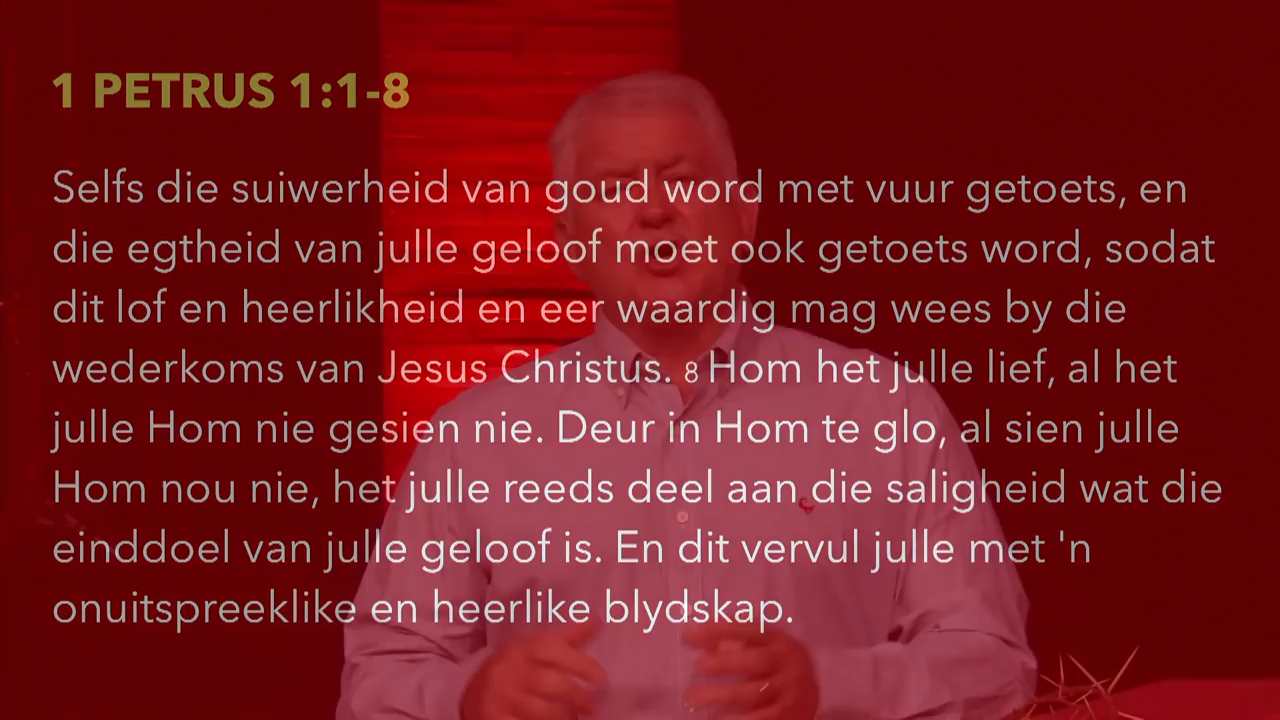 1 PETRUS 1:1-8
Selfs die suiwerheid van goud word met vuur getoets, en
die egtheid van julle geloof moet ook getoets word, sodat
dit lof en heerlikheid en eer waardig mag wees by die
wederkoms van Jesus Christus. 8 Hom het julle lief, al het
julle Hom nie gesien nie. Deur in Hom te glo, al sien julle
Hom nou nie, het julle reeds deel aan die saligheid wat die
einddoel van julle geloof is. En dit vervul julle met 'n
onuitspreeklike en heerlike blydskap.